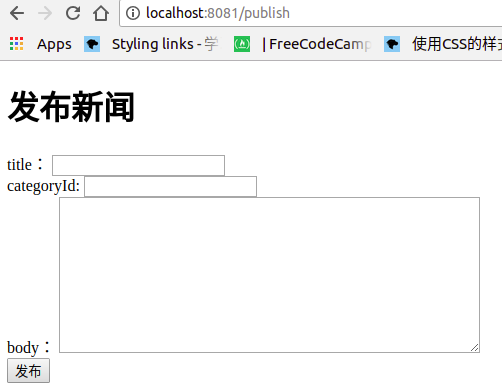 localhost:8081/publish
Apps Styling links - 学 | FreeCodeCamp 使用CSS的样式
发布新闻
title：
categoryId:
body：
发布